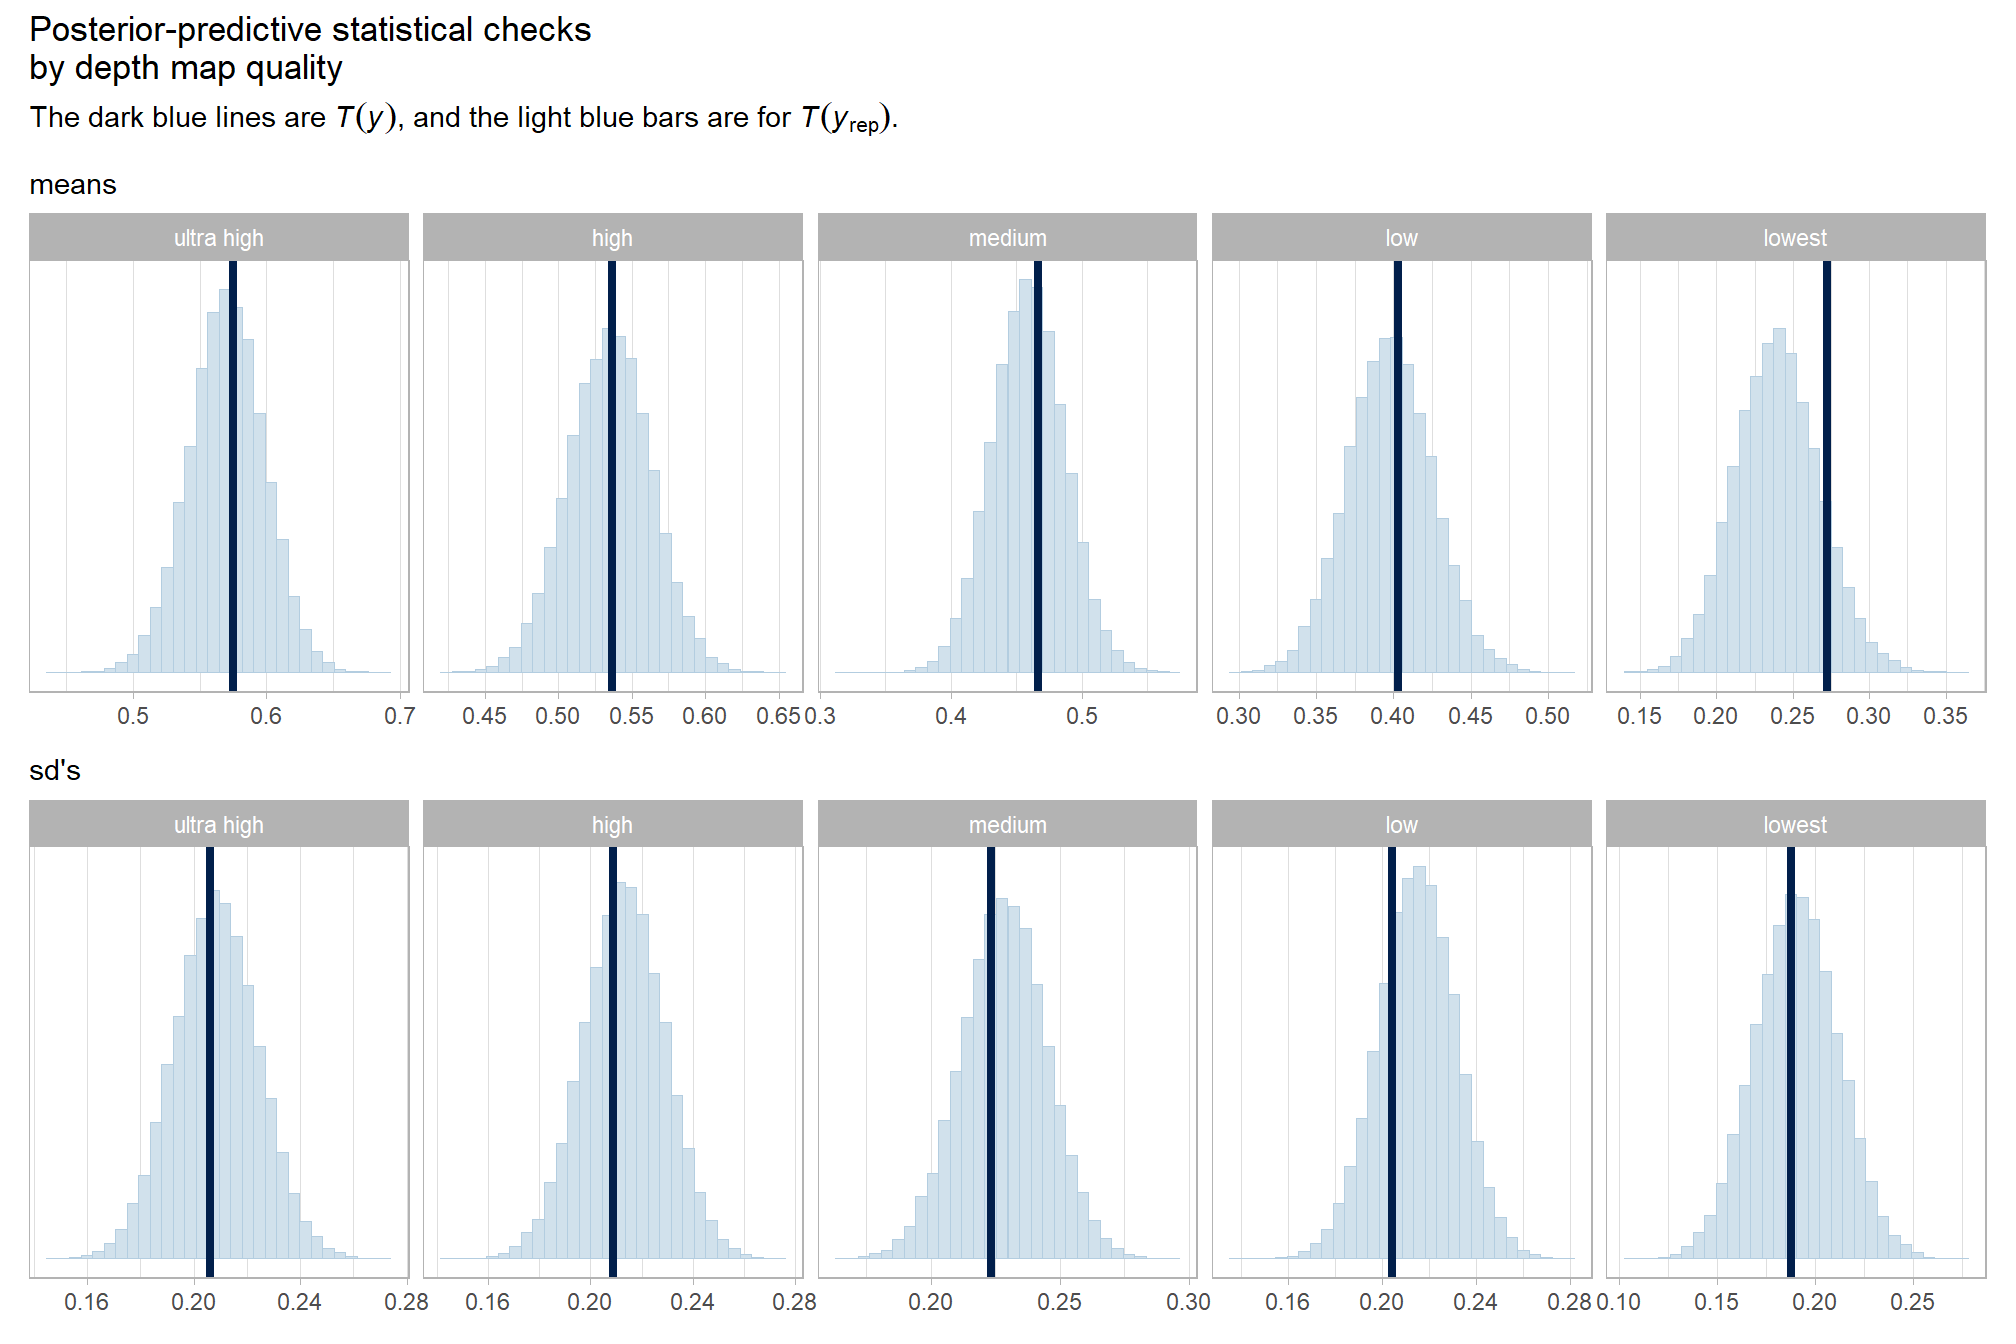 Posterior-predictive statistical checks
by depth map quality
The dark blue lines are T(y), and the light blue bars are for T(y_rep).
means
ultra high high medium low lowest
0.5 0.6 0.7 0.45 0.50 0.55 0.60 0.65 0.3 0.4 0.5 0.30 0.35 0.40 0.45 0.50 0.15 0.20 0.25 0.30 0.35
sd's
ultra high high medium low lowest
0.16 0.20 0.24 0.28 0.16 0.20 0.24 0.28 0.20 0.25 0.30 0.16 0.20 0.24 0.28 0.10 0.15 0.20 0.25